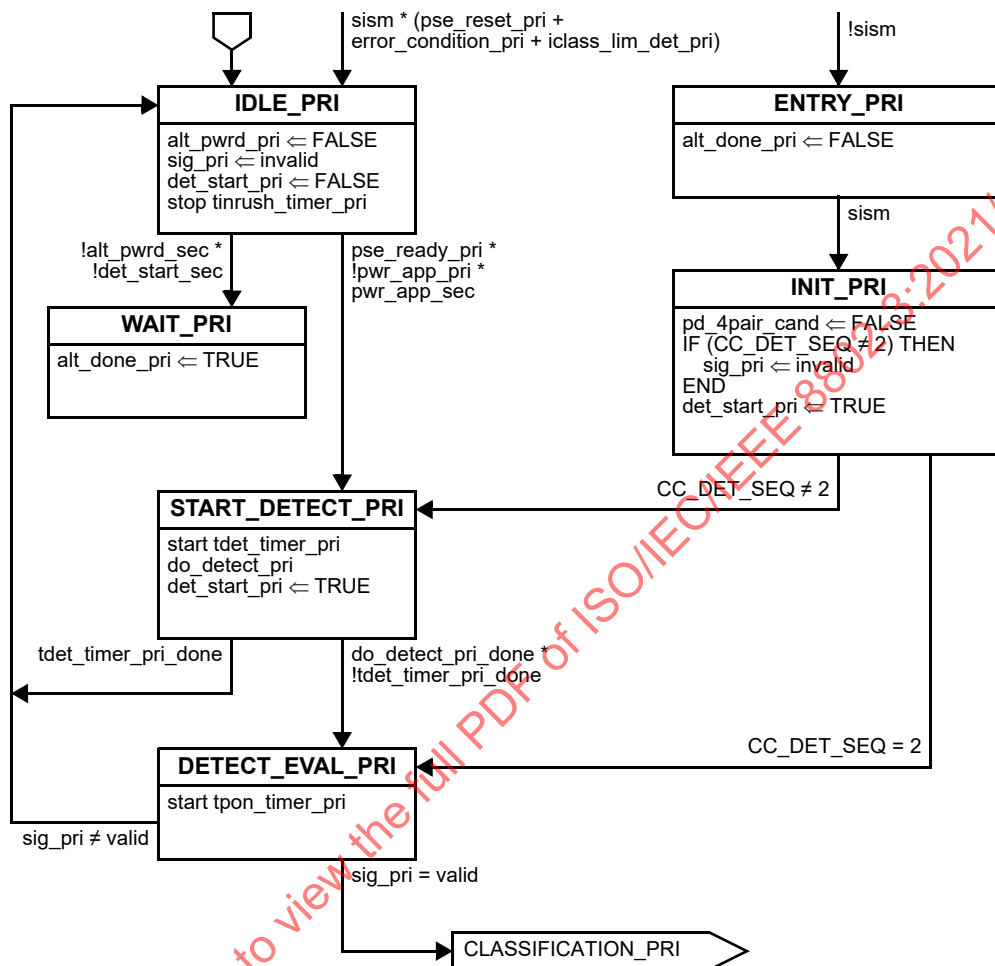 sism * (pse_reset_pri +
error_condition_pri + iclass_lim_det_pri)
!sism
IDLE_PRI
alt_pwrd_pri ⇐ FALSE
sig_pri ⇐ invalid
det_start_pri ⇐ FALSE
stop tinrush_timer_pri
ENTRY_PRI
alt_done_pri ⇐ FALSE
sism
!alt_pwrd_sec *
!det_start_sec
pse_ready_pri *
!pwr_app_pri *
pwr_app_sec
WAIT_PRI
alt_done_pri ⇐ TRUE
INIT_PRI
pd_4pair_cand ⇐ FALSE
IF (CC_DET_SEQ ≠ 2) THEN
sig_pri ⇐ invalid
END
det_start_pri ⇐ TRUE
CC_DET_SEQ ≠ 2
START_DETECT_PRI
start tdet_timer_pri
do_detect_pri
det_start_pri ⇐ TRUE
tdet_timer_pri_done
do_detect_pri_done *
!tdet_timer_pri_done
CC_DET_SEQ = 2
DETECT_EVAL_PRI
start tpon_timer_pri
sig_pri ≠ valid
sig_pri = valid
CLASSIFICATION_PRI
to view the full PDF of ISO/IEC/IEEE 8802-3:2021/